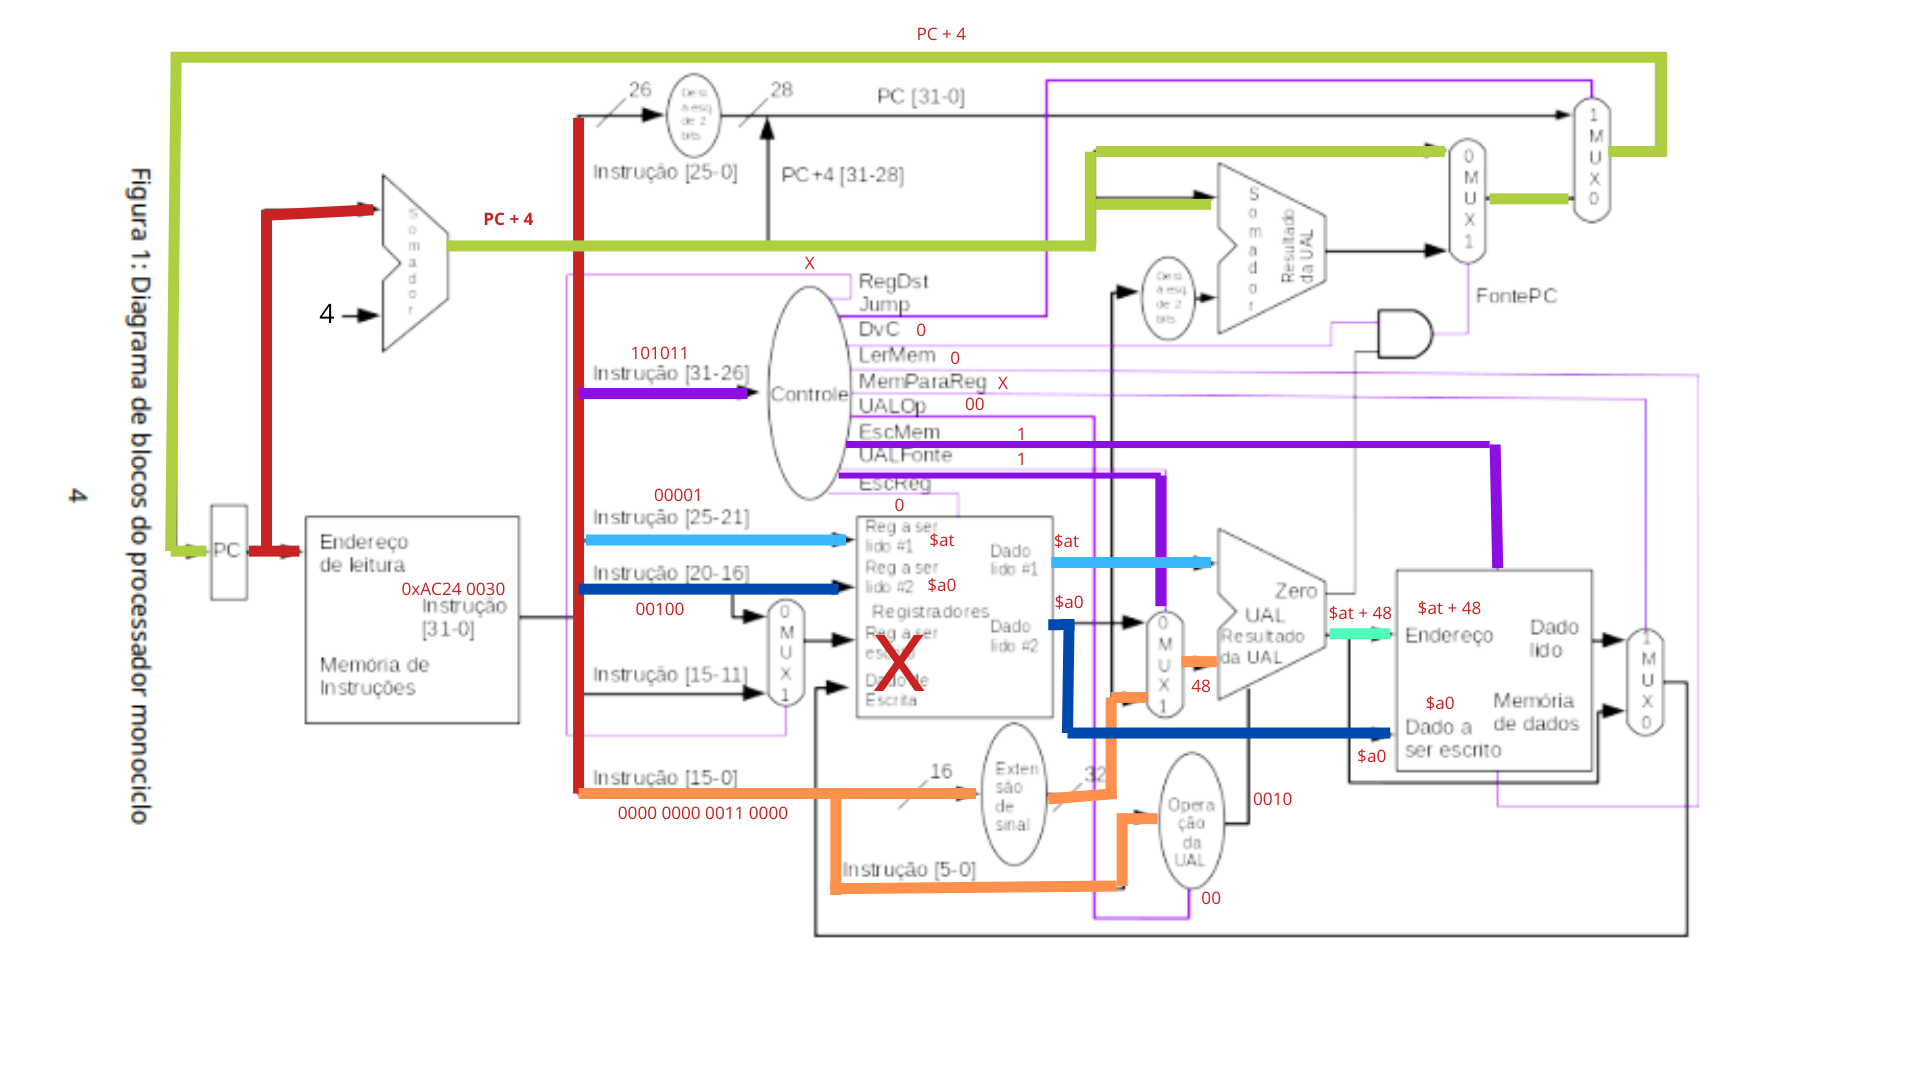 PC + 4
26
28
PC [31-0]
Desl.
à esq.
de 2
bits
1
M
U
X
0
Instrução [25-0]
PC+4 [31-28]
0
M
U
X
1
Somador
PC + 4
Somador
Resultado
da UAL
4
X
RegDst
Jump
DvC 0
LerMem 0
MemParaReg X
UALOp 00
EscMem 1
UALFonte 1
EscReg
0
Desl.
à esq.
de 2
bits
FontePC
101011
Instrução [31-26]
Controle
Figura 1: Diagrama de blocos do processador monociclo
4
PC
Endereço
de leitura
0xAC24 0030
Instrução
[31-0]
Memória de
Instruções
00001
Instrução [25-21]
Instrução [20-16]
00100
0
M
U
X
1
Instrução [15-11]
Reg a ser
lido #1 $at
Reg a ser
lido #2 $a0
Registradores
Reg a ser
X
Dado de
Escrita
Dado
lido #1
Dado
lido #2
$at
$a0
0
M
U
X
1
48
Zero
UAL
Resultado
da UAL
$at + 48
$at + 48
Endereço
Dado
lido
$a0
Memória
de dados
Dado a
ser escrito
$a0
1
M
U
X
0
Instrução [15-0]
0000 0000 0011 0000
16
Exten
são
de
sinal
32
Opera
ção
da
UAL
0010
Instrução [5-0]
00